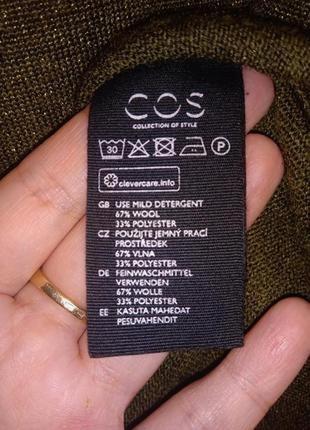 COS
COLLECTION OF STYLE
30 P
clevercare.info
GB USE MILD DETERGENT
67% WOOL
33% POLYESTER
CZ POUŽIJTE JEMNÝ PRACÍ
PROSTŘEDEK
67% VLNA
33% POLYESTER
DE FEINWASCHMITTEL
VERWENDEN
67% WOLLE
33% POLYESTER
EE KASUTA MAHEDAT
PESUVAHENDIT